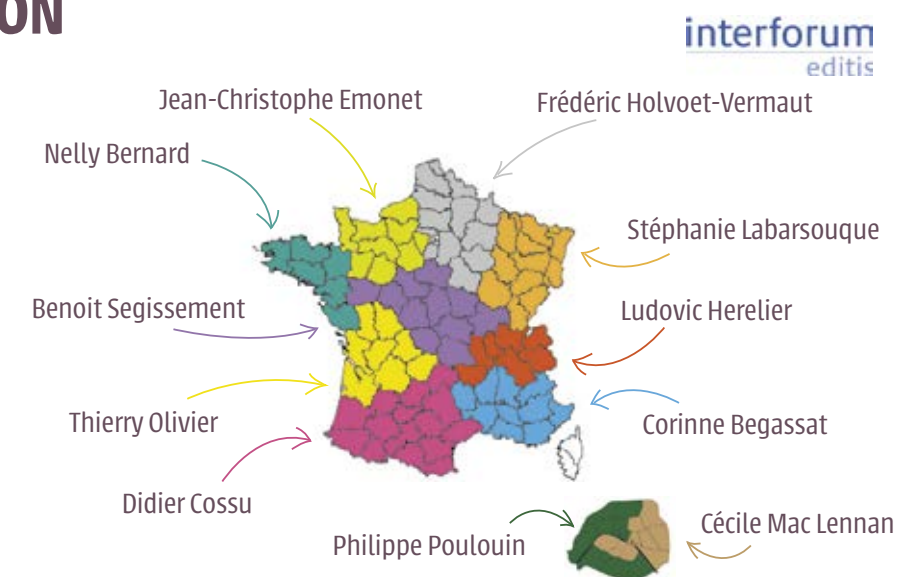 ON
interforum
editis
Jean-Christophe Emonet
Frédéric Holvoet-Vermaut
Nelly Bernard
Stéphanie Labarsouque
Benoit Segissement
Ludovic Herelier
Thierry Olivier
Corinne Begassat
Didier Cossu
Philippe Poulouin
Cécile Mac Lennan